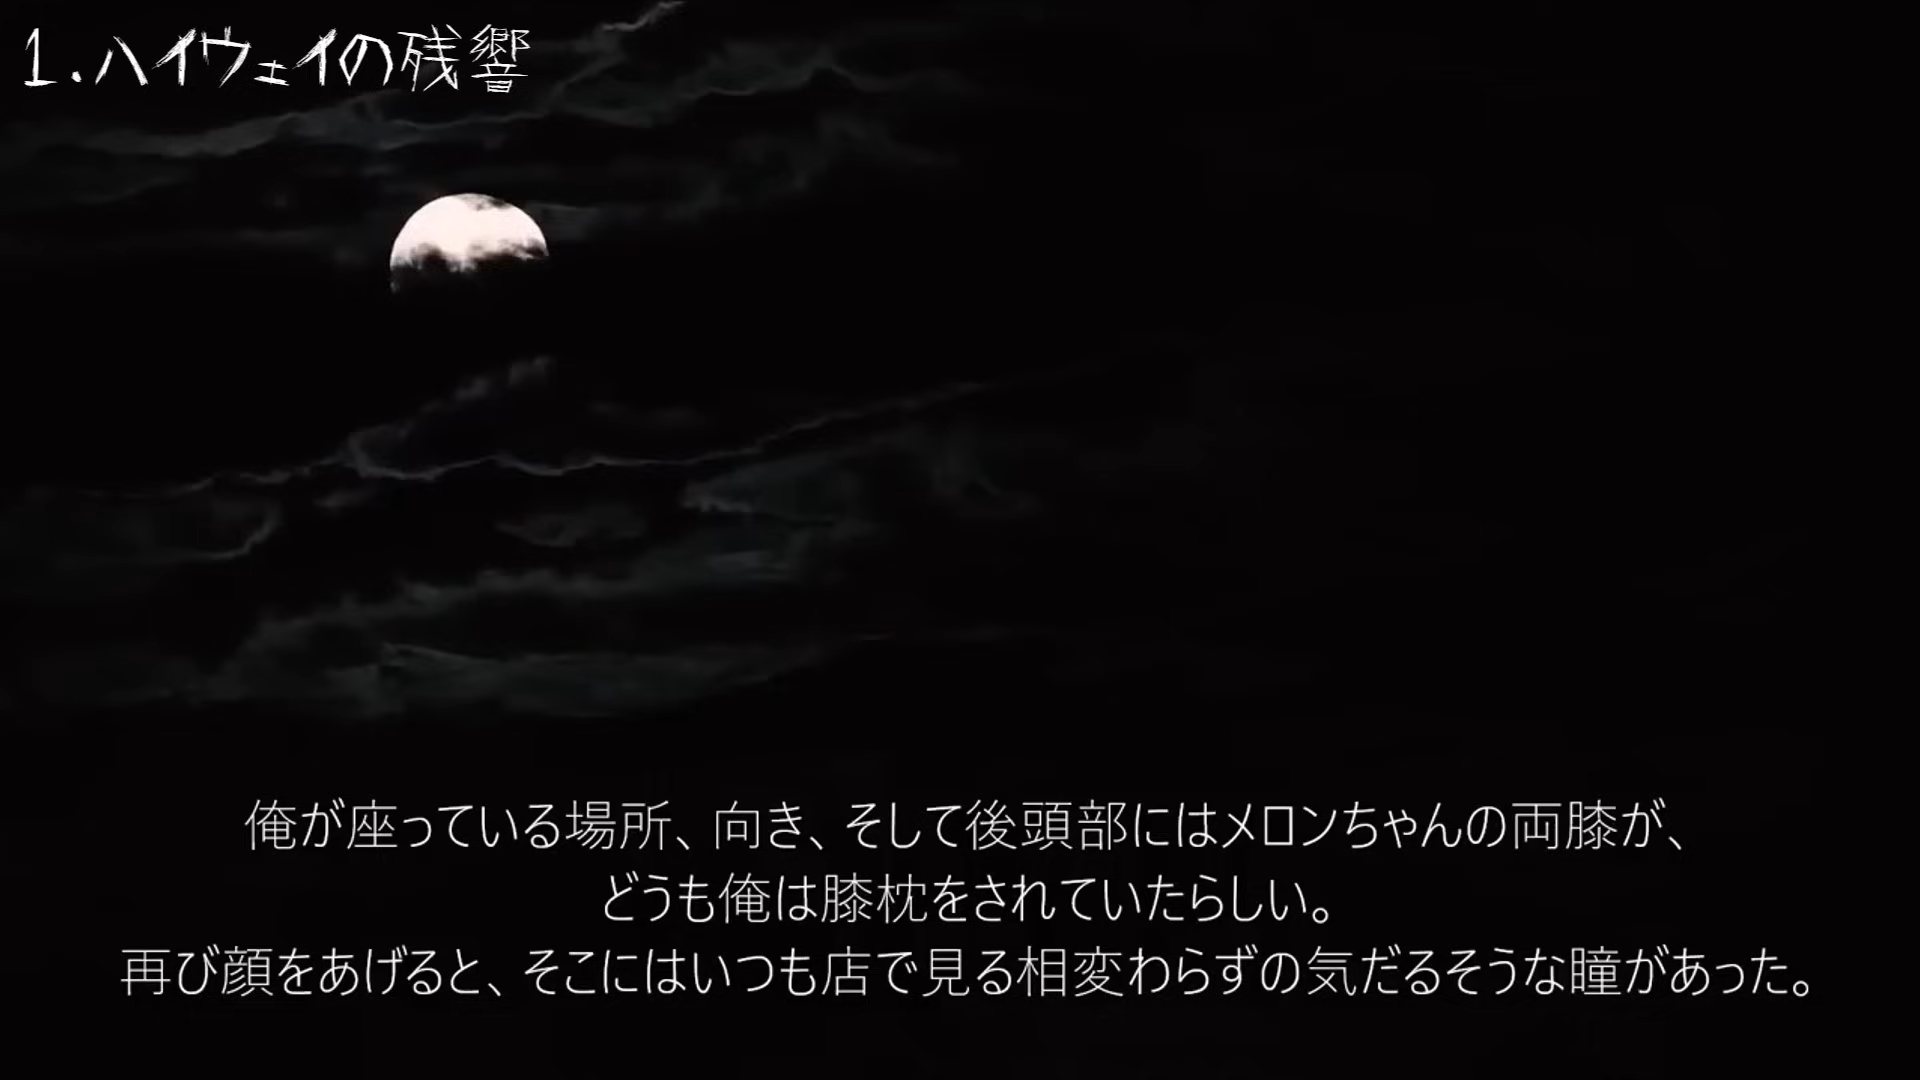 1.ハイウェイの残響
俺が座っている場所、向き、そして後頭部にはメロンちゃんの両膝が、
どうも俺は膝枕をされていたらしい。
再び顔をあげると、そこにはいつも店で見る相変わらずの気だるそうな瞳があった。